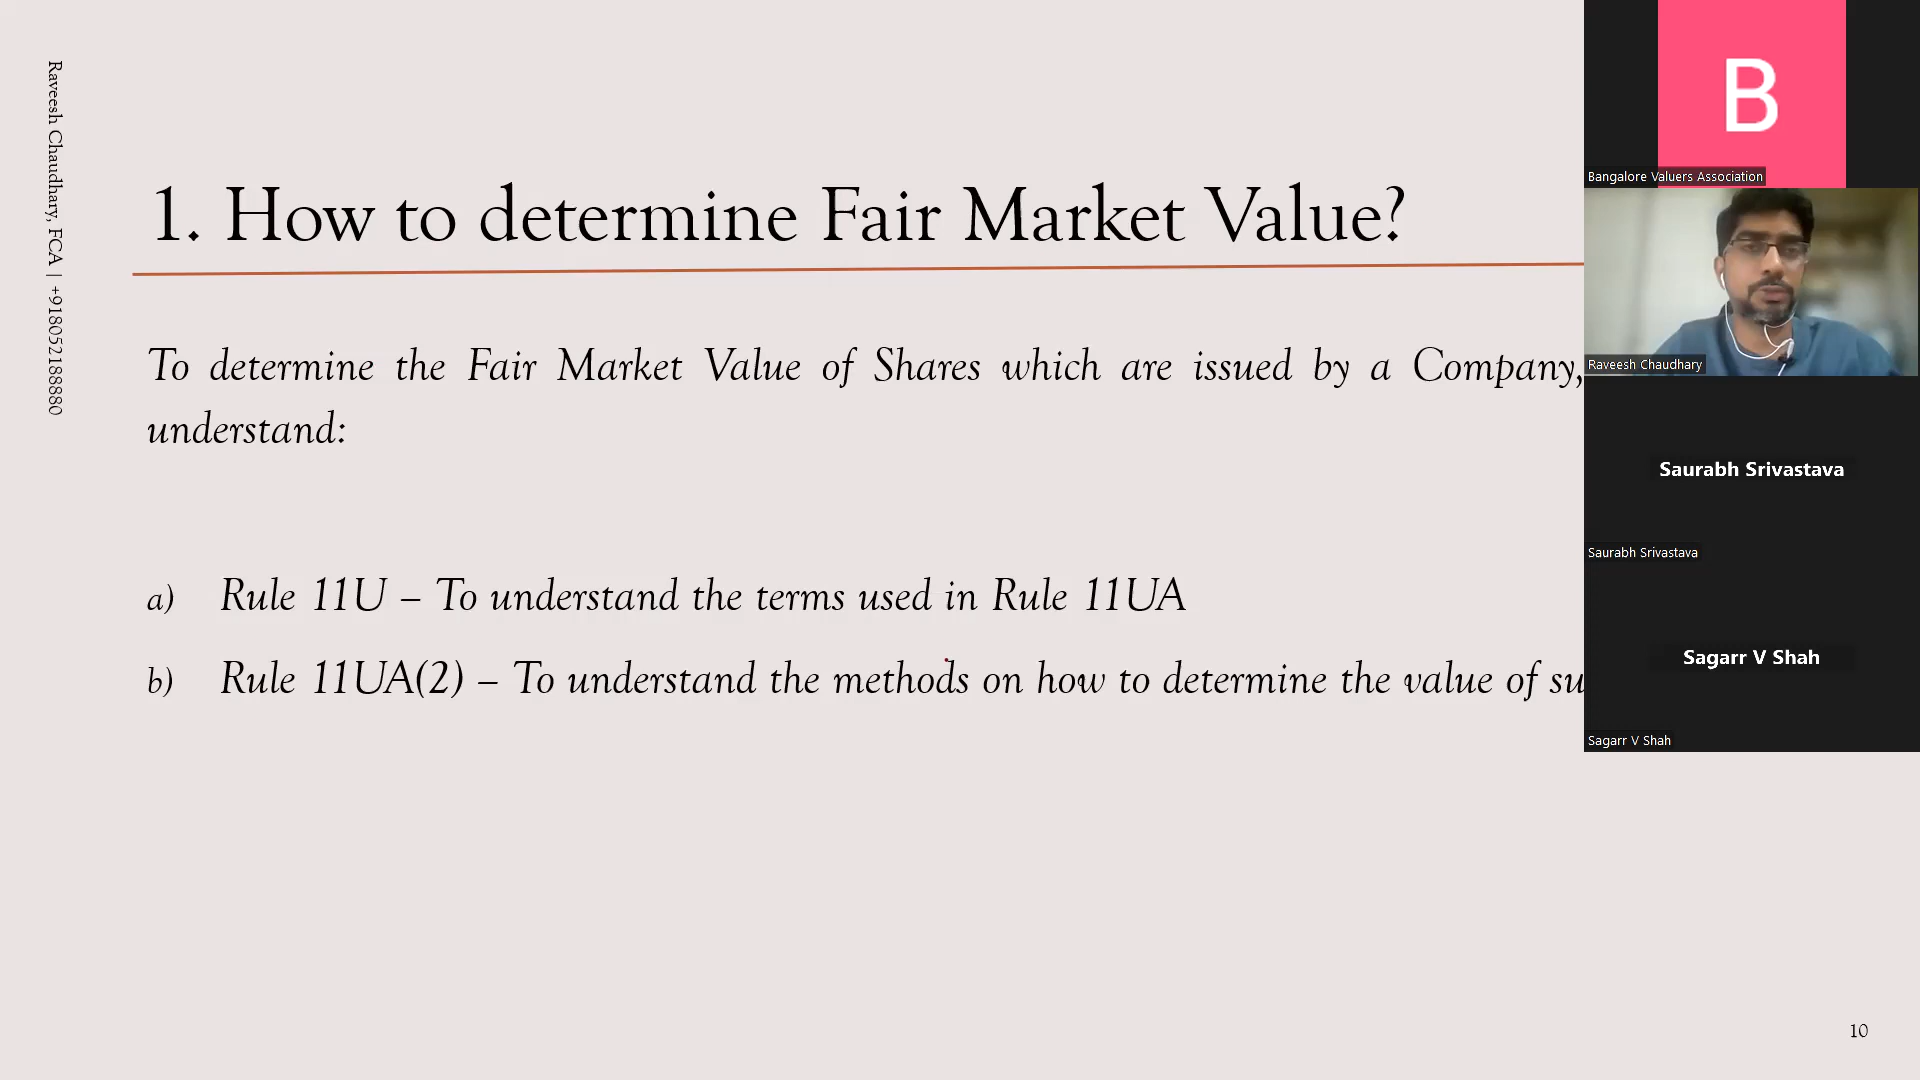 Raveesh Chaudhary, FCA | +918052188880
1. How to determine Fair Market Value?
To determine the Fair Market Value of Shares which are issued by a Company,
understand:
a) Rule 11U – To understand the terms used in Rule 11UA
b) Rule 11UA(2) – To understand the methods on how to determine the value of su
10
B
Bangalore Valuers Association
Raveesh Chaudhary
Saurabh Srivastava
Saurabh Srivastava
Sagarr V Shah
Sagarr V Shah